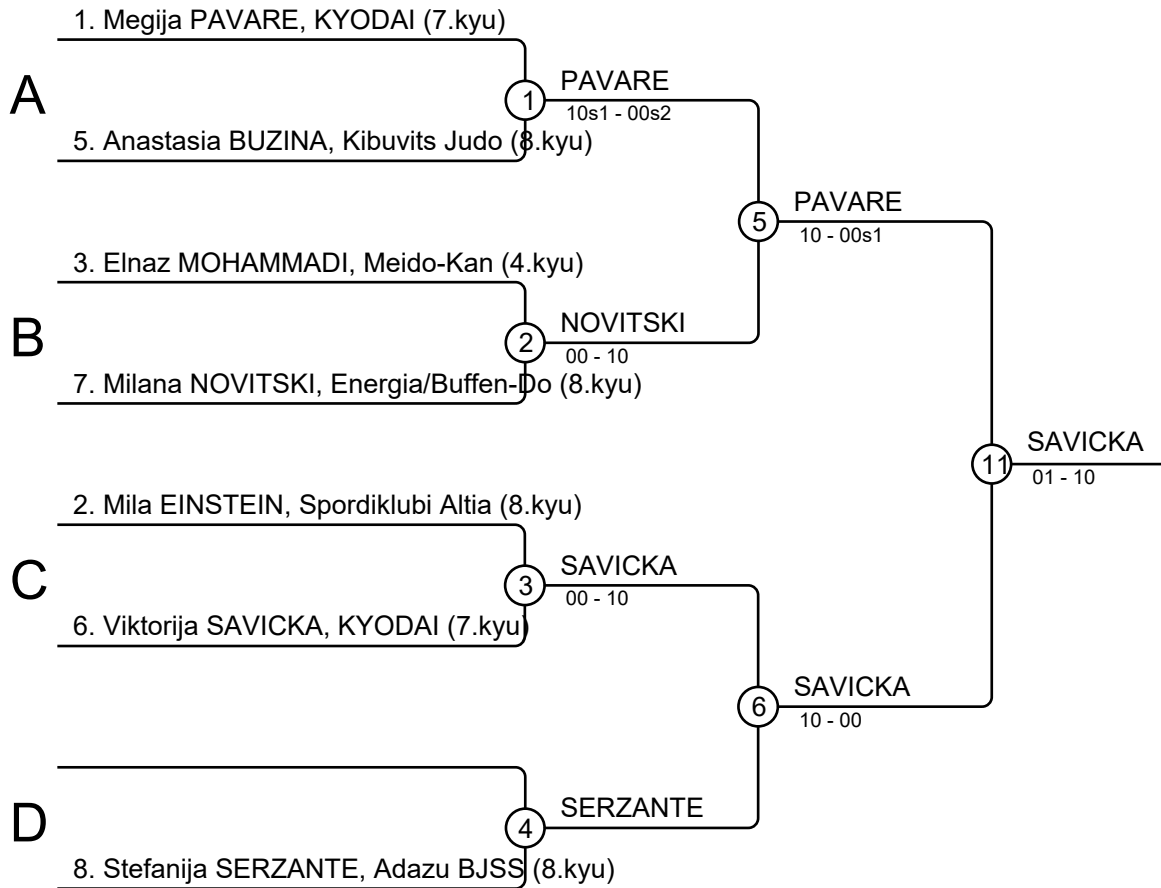 1. Megija PAVARE, KYODAI (7.kyu)
A
1
PAVARE
10s1 - 00s2
5. Anastasia BUZINA, Kibuvits Judo (8.kyu)
5
PAVARE
10 - 00s1
3. Elnaz MOHAMMADI, Meido-Kan (4.kyu)
B
2
NOVITSKI
00 - 10
7. Milana NOVITSKI, Energia/Buffen-Do (8.kyu)
11
SAVICKA
01 - 10
2. Mila EINSTEIN, Spordiklubi Altia (8.kyu)
C
3
SAVICKA
00 - 10
6. Viktorija SAVICKA, KYODAI (7.kyu)
6
SAVICKA
10 - 00
D
4
SERZANTE
8. Stefanija SERZANTE, Adazu BJSS (8.kyu)